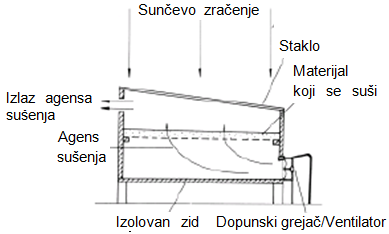 Sunčevo zračenje
Staklo
Materijal
koji se suši
Izlaz agensa
sušenja
Agens
sušenja
Izolovan zid
Dopunski grejač/Ventilator